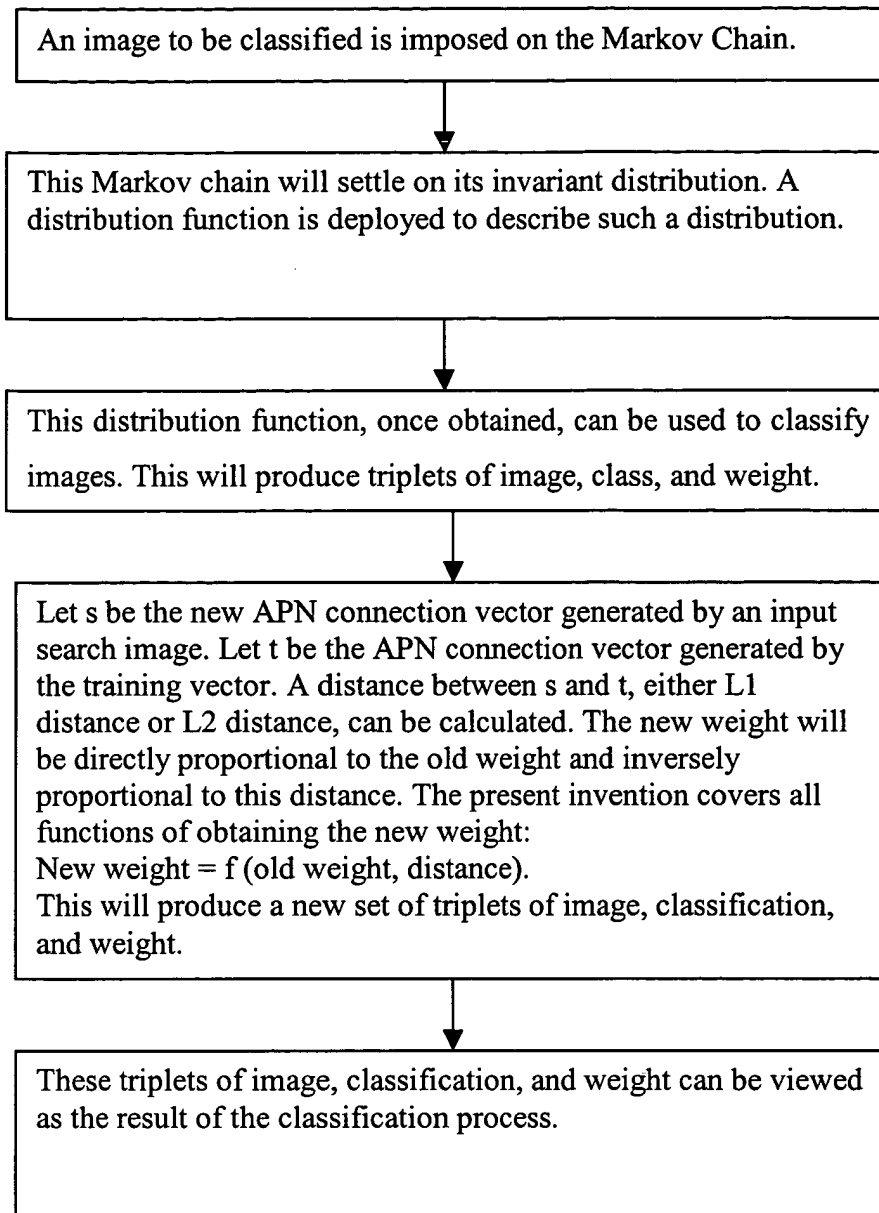 An image to be classified is imposed on the Markov Chain.
This Markov chain will settle on its invariant distribution. A
distribution function is deployed to describe such a distribution.
This distribution function, once obtained, can be used to classify
images. This will produce triplets of image, class, and weight.
Let s be the new APN connection vector generated by an input
search image. Let t be the APN connection vector generated by
the training vector. A distance between s and t, either L1
distance or L2 distance, can be calculated. The new weight will
be directly proportional to the old weight and inversely
proportional to this distance. The present invention covers all
functions of obtaining the new weight:
New weight = f (old weight, distance).
This will produce a new set of triplets of image, classification,
and weight.
These triplets of image, classification, and weight can be viewed
as the result of the classification process.